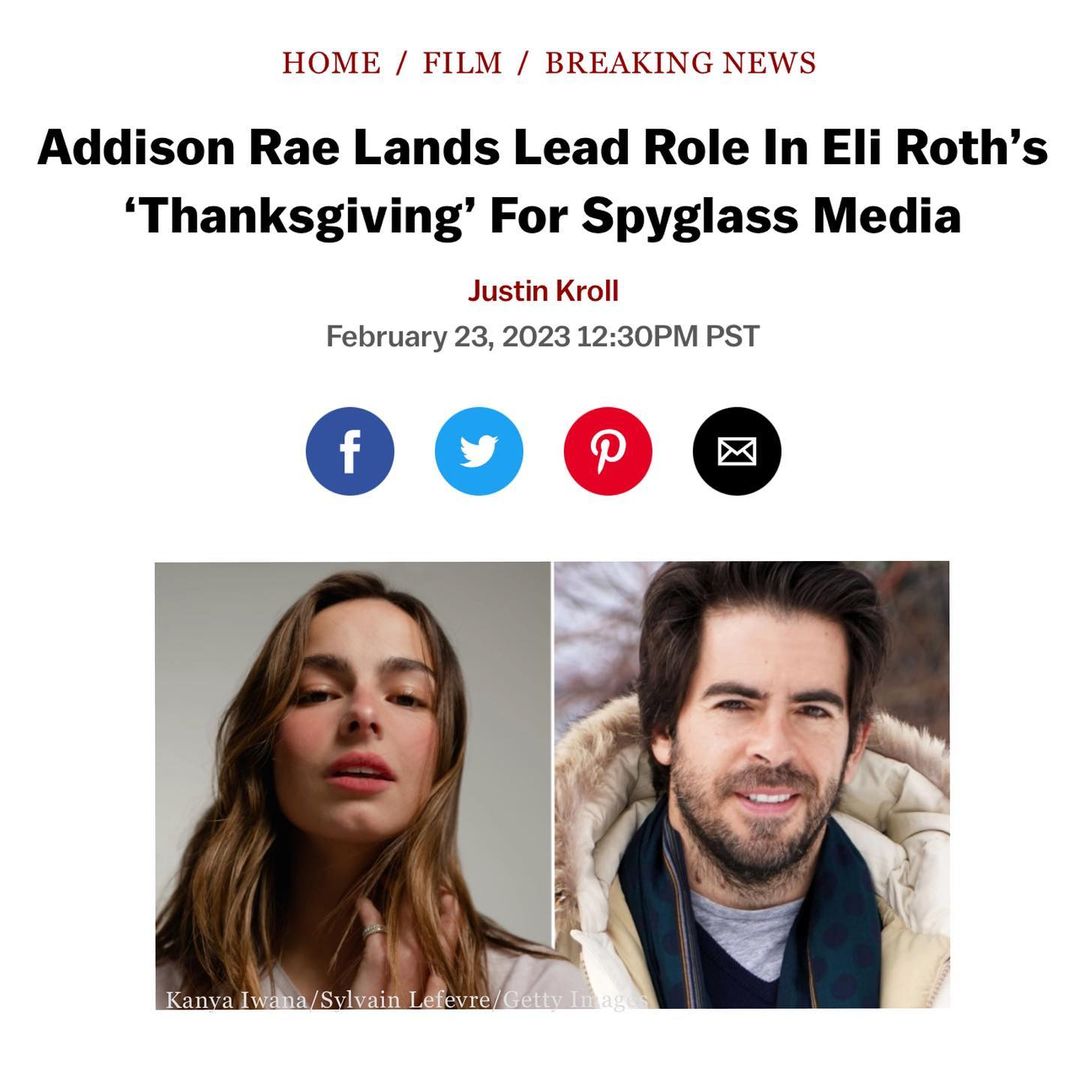 HOME / FILM / BREAKING NEWS
Addison Rae Lands Lead Role In Eli Roth’s
‘Thanksgiving’ For Spyglass Media
Justin Kroll
February 23, 2023 12:30PM PST
Kanya Iwana/Sylvain Lefevre/Getty Images